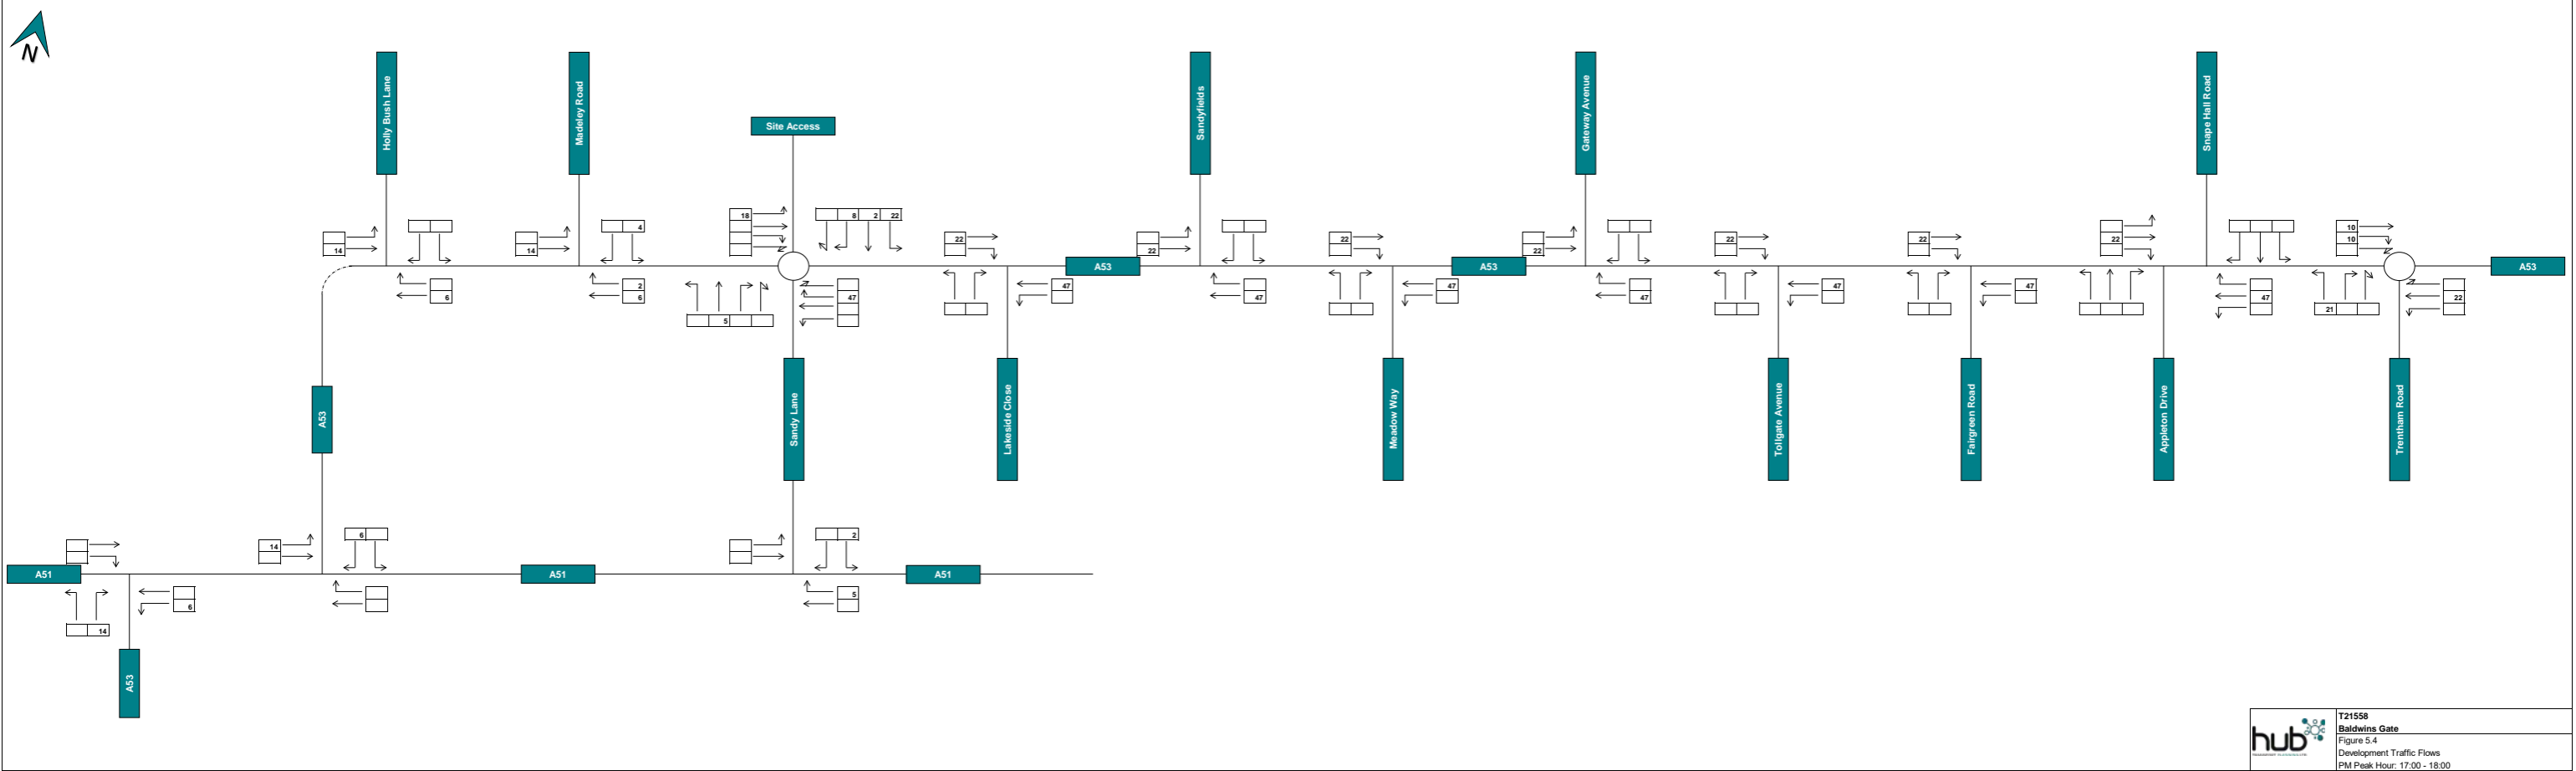 N
Holly Bush Lane
Madeley Road
Site Access
Sandyfields
Gateway Avenue
Snape Hall Road
14
14
4
18
8 2 22
22
22
22
22
22
22
22
10
10
A53
A53
A53
6
2
6
5
47
47
47
47
47
47
47
47
21
22
A53
Sandy Lane
Lakeside Close
Meadow Way
Tollgate Avenue
Fairgreen Road
Appleton Drive
Trentham Road
14
6
2
A51
A51
A51
6
5
14
A53
hub
T21558
Baldwins Gate
Figure 5.4
Development Traffic Flows
PM Peak Hour: 17:00 - 18:00